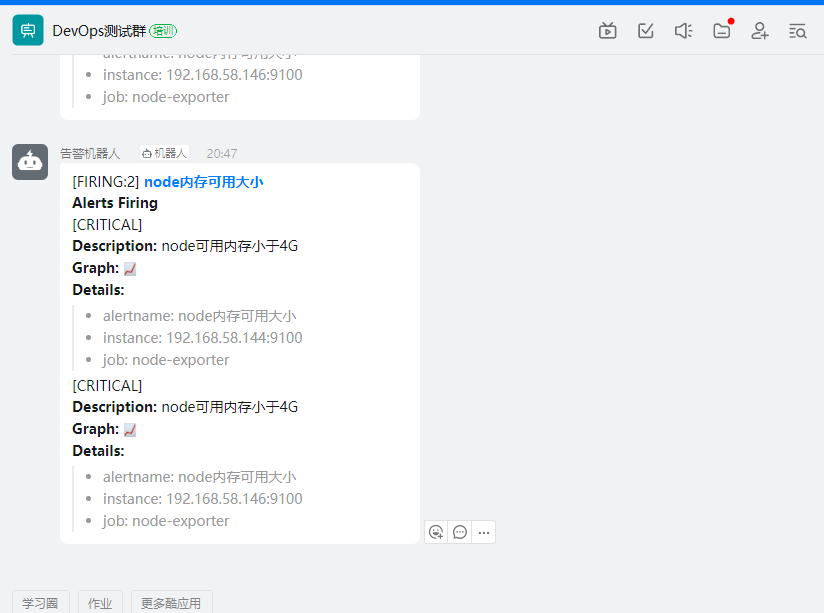 DevOps测试群 培训
alertname: node内存可用大小
instance: 192.168.58.146:9100
job: node-exporter
告警机器人 机器人 20:47
[FIRING:2] node内存可用大小
Alerts Firing
[CRITICAL]
Description: node可用内存小于4G
Graph:
Details:
alertname: node内存可用大小
instance: 192.168.58.144:9100
job: node-exporter
[CRITICAL]
Description: node可用内存小于4G
Graph:
Details:
alertname: node内存可用大小
instance: 192.168.58.146:9100
job: node-exporter
学习圈 作业 更多酷应用